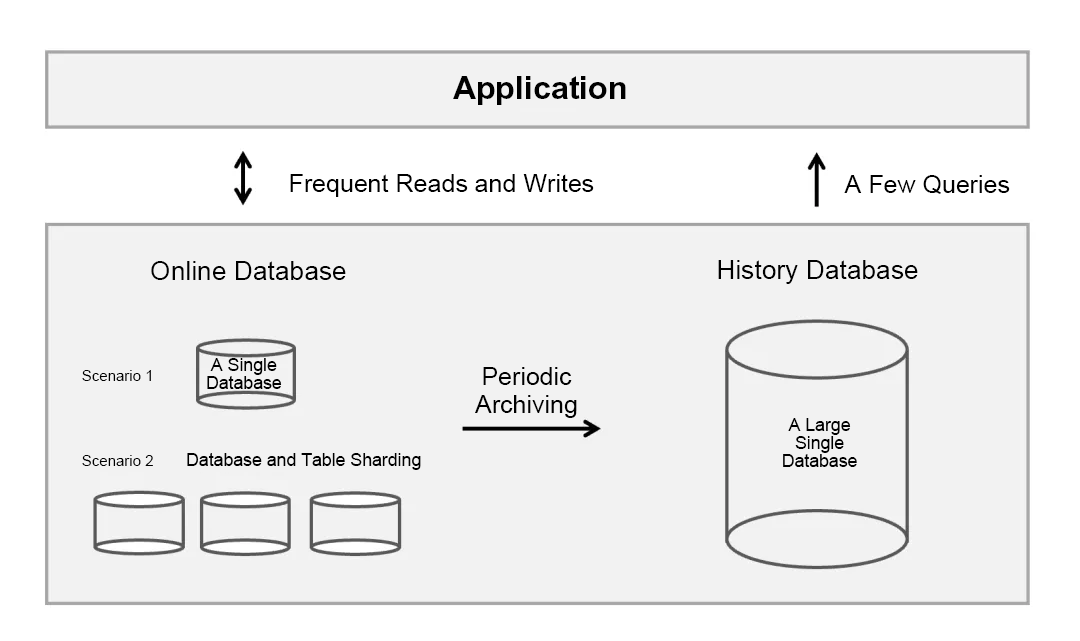 Application
Frequent Reads and Writes
A Few Queries
Online Database
History Database
Scenario 1
A Single
Database
Periodic
Archiving
A Large
Single
Database
Scenario 2
Database and Table Sharding